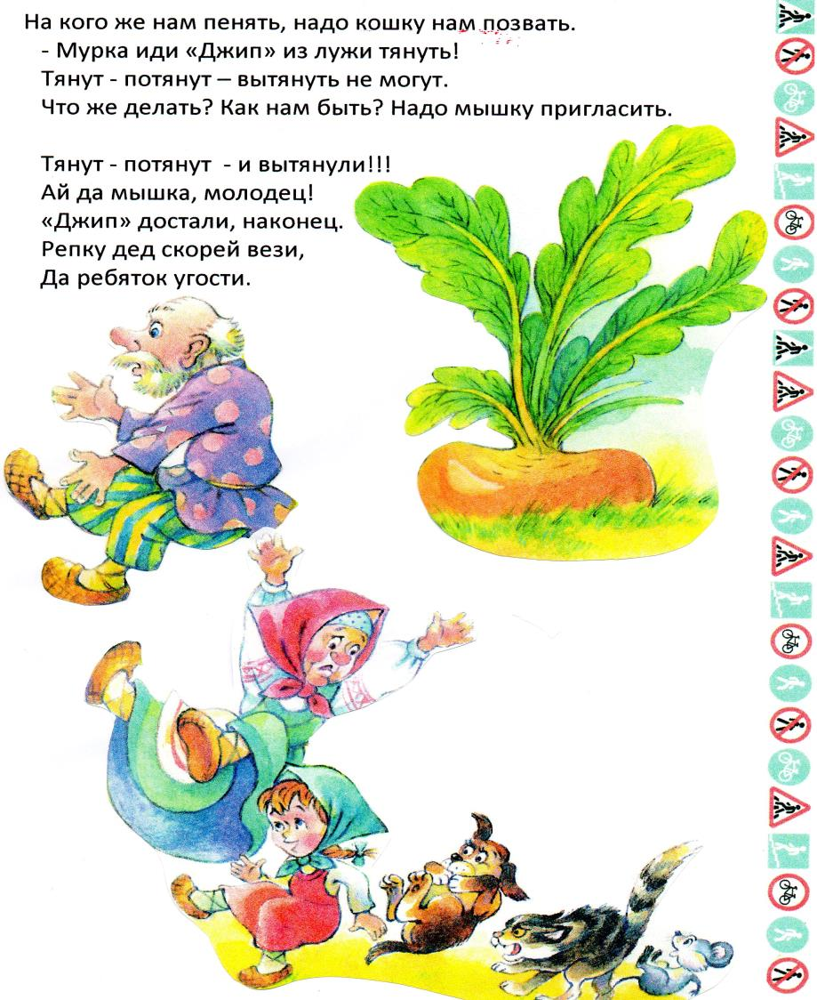 На кого же нам пенять, надо кошку нам позвать.
- Мурка иди «Джип» из лужи тянуть!
Тянут - потянут – вытянуть не могут.
Что же делать? Как нам быть? Надо мышку пригласить.
Тянут - потянут - и вытянули!!!
Ай да мышка, молодец!
«Джип» достали, наконец.
Репку дед скорей вези,
Да ребяток угости.